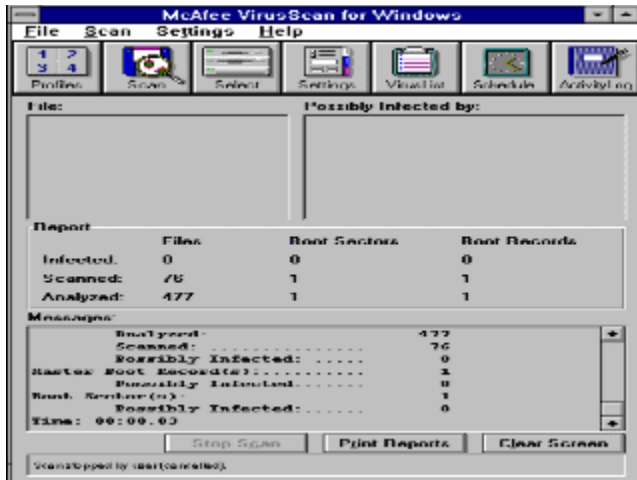 McAfee VirusScan for Windows
File Scan Settings Help
Profiles Scan Select Settings VirusList Schedule ActivityLog
File: Possibly Infected by:
Report
Files Boot Sectors Boot Records
Infected: 0 0 0
Scanned: 76 1 1
Analyzed: 477 1 1
Messages:
Analyzed: 477
Scanned: ............... 76
Possibly Infected: ..... 0
Master Boot Record(s):......... 1
Possibly Infected....... 0
Boot Sector(s): 1
Possibly Infected:...... 0
Time: 00:00.03
Stop Scan Print Reports Clear Screen
Scan stopped by user (cancelled).